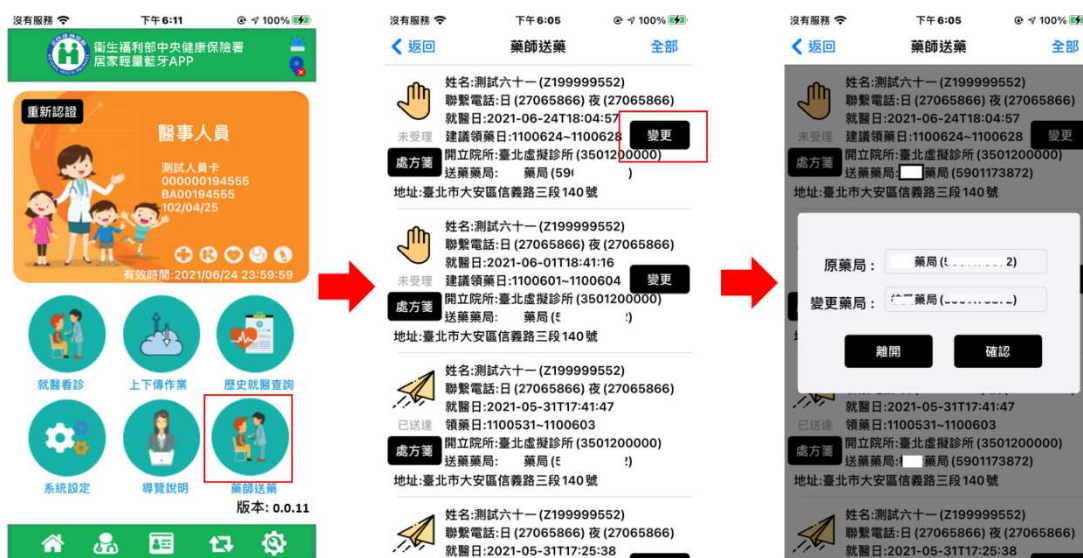 沒有服務 下午6:11 100%
衛生福利部中央健康保險署
居家輕量藍牙APP
重新認證
醫事人員
測試人員卡
000000194555
BA00194555
102/04/25
有效時間:2021/06/24 23:59:59
就醫看診 上下傳作業 歷史就醫查詢
系統設定 導覽說明 藥師送藥
版本: 0.0.11
沒有服務 下午6:05 100%
返回 藥師送藥 全部
姓名:測試六十一(Z199999552)
聯繫電話:日(27065866) 夜(27065866)
就醫日:2021-06-24T18:04:57
未受理 建議領藥日:1100624~1100628 變更
處方箋 開立院所:臺北虛擬診所(3501200000)
送藥藥局: 藥局(59 )
地址:臺北市大安區信義路三段140號
姓名:測試六十一(Z199999552)
聯繫電話:日(27065866) 夜(27065866)
就醫日:2021-06-01T18:41:16
未受理 建議領藥日:1100601~1100604 變更
處方箋 開立院所:臺北虛擬診所(3501200000)
送藥藥局: 藥局( )
地址:臺北市大安區信義路三段140號
姓名:測試六十一(Z199999552)
聯繫電話:日(27065866) 夜(27065866)
就醫日:2021-05-31T17:41:47
已送達 領藥日:1100531~1100603
處方箋 開立院所:臺北虛擬診所(3501200000)
送藥藥局: 藥局( )
地址:臺北市大安區信義路三段140號
姓名:測試六十一(Z199999552)
聯繫電話:日(27065866) 夜(27065866)
就醫日:2021-05-31T17:25:38
沒有服務 下午6:05 100%
返回 藥師送藥 全部
姓名:測試六十一(Z199999552)
聯繫電話:日(27065866) 夜(27065866)
就醫日:2021-06-24T18:04:57
未受理 建議領藥日:1100624~1100628 變更
處方箋 開立院所:臺北虛擬診所(3501200000)
送藥藥局: 藥局(5901173872)
地址:臺北市大安區信義路三段140號
原藥局: 藥局( 2)
變更藥局: 藥局( )
離開 確認
就醫日:2021-05-31T17:41:47
已送達 領藥日:1100531~1100603
處方箋 開立院所:臺北虛擬診所(3501200000)
送藥藥局: 藥局(5901173872)
地址:臺北市大安區信義路三段140號
姓名:測試六十一(Z199999552)
聯繫電話:日(27065866) 夜(27065866)
就醫日:2021-05-31T17:25:38